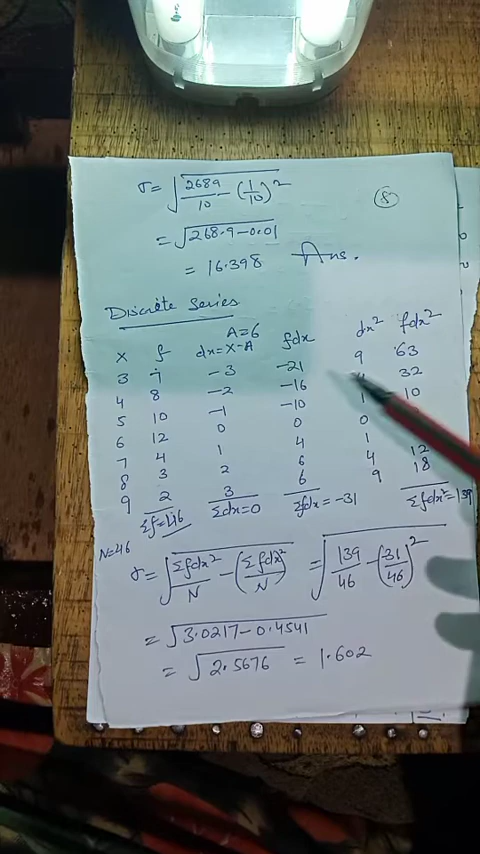 σ = √(2689/10 − (1/10)²)
⑧
= √(268.9 − 0.01)
= 16.398 Ans.
Discrete Series
A=6
x f dx=X-A fdx dx² fdx²
3 7 −3 −21 9 63
4 8 −2 −16 32
5 10 −1 −10 1 10
6 12 0 0 0
7 4 1 4 1
8 3 2 6 4 12
9 2 3 6 9 18
Σf=46 Σdx=0 Σfdx = −31 Σfdx²=139
N=46
σ = √(Σfdx²/N − (Σfdx/N)²) = √(139/46 − (31/46)²)
= √(3.0217 − 0.4541)
= √2.5676 = 1.602